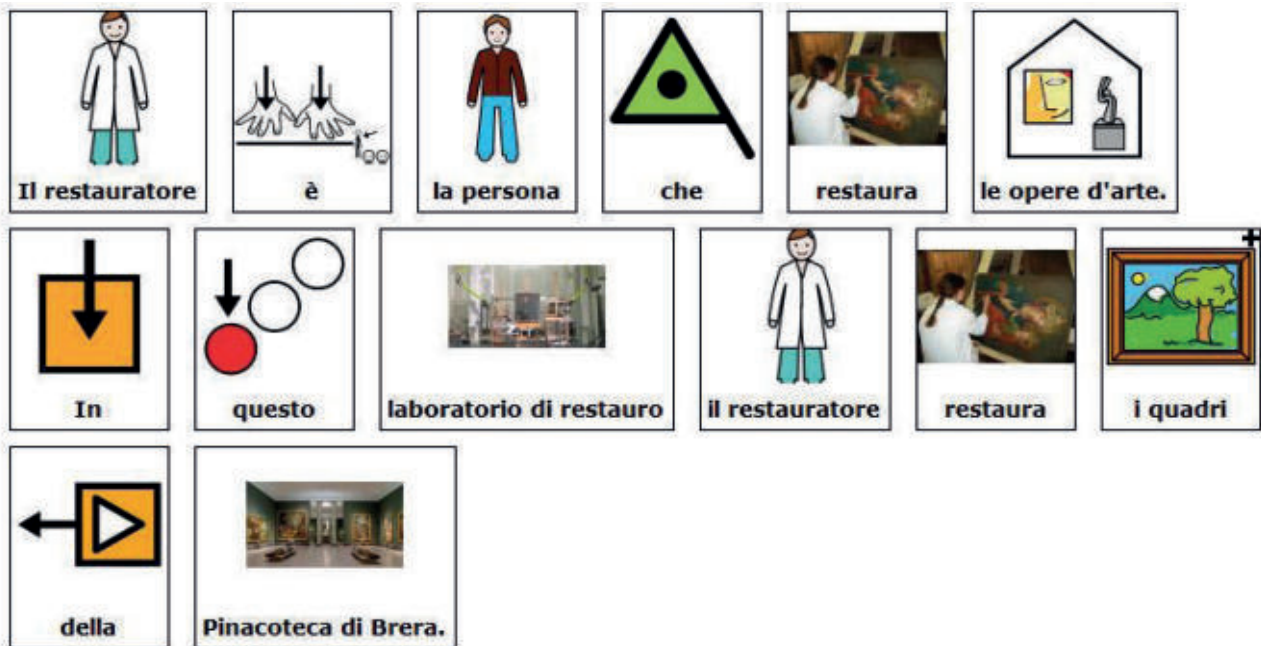 Il restauratore è la persona che restaura le opere d'arte.
In questo laboratorio di restauro il restauratore restaura i quadri
della Pinacoteca di Brera.